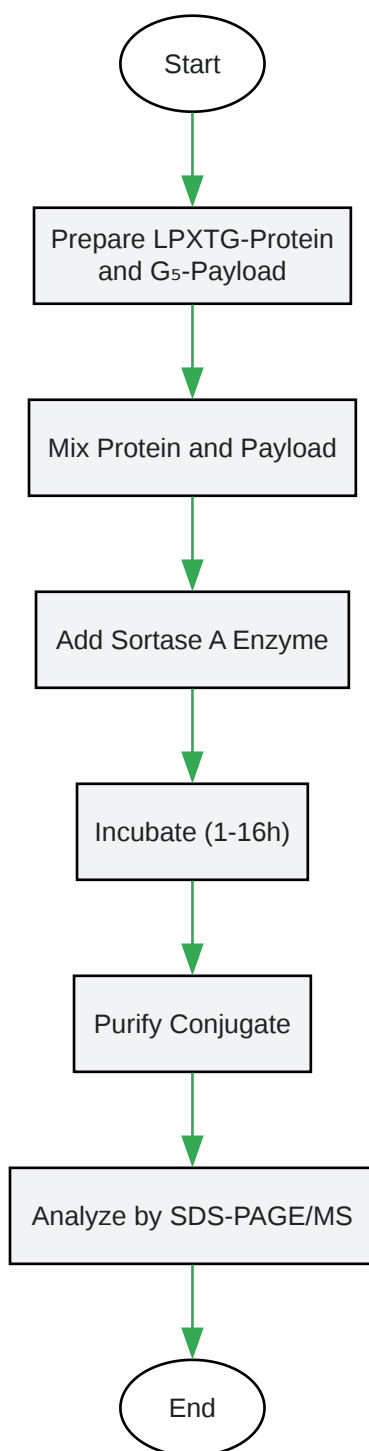 Start
Prepare LPXTG-Protein
and G₅-Payload
Mix Protein and Payload
Add Sortase A Enzyme
Incubate (1-16h)
Purify Conjugate
Analyze by SDS-PAGE/MS
End